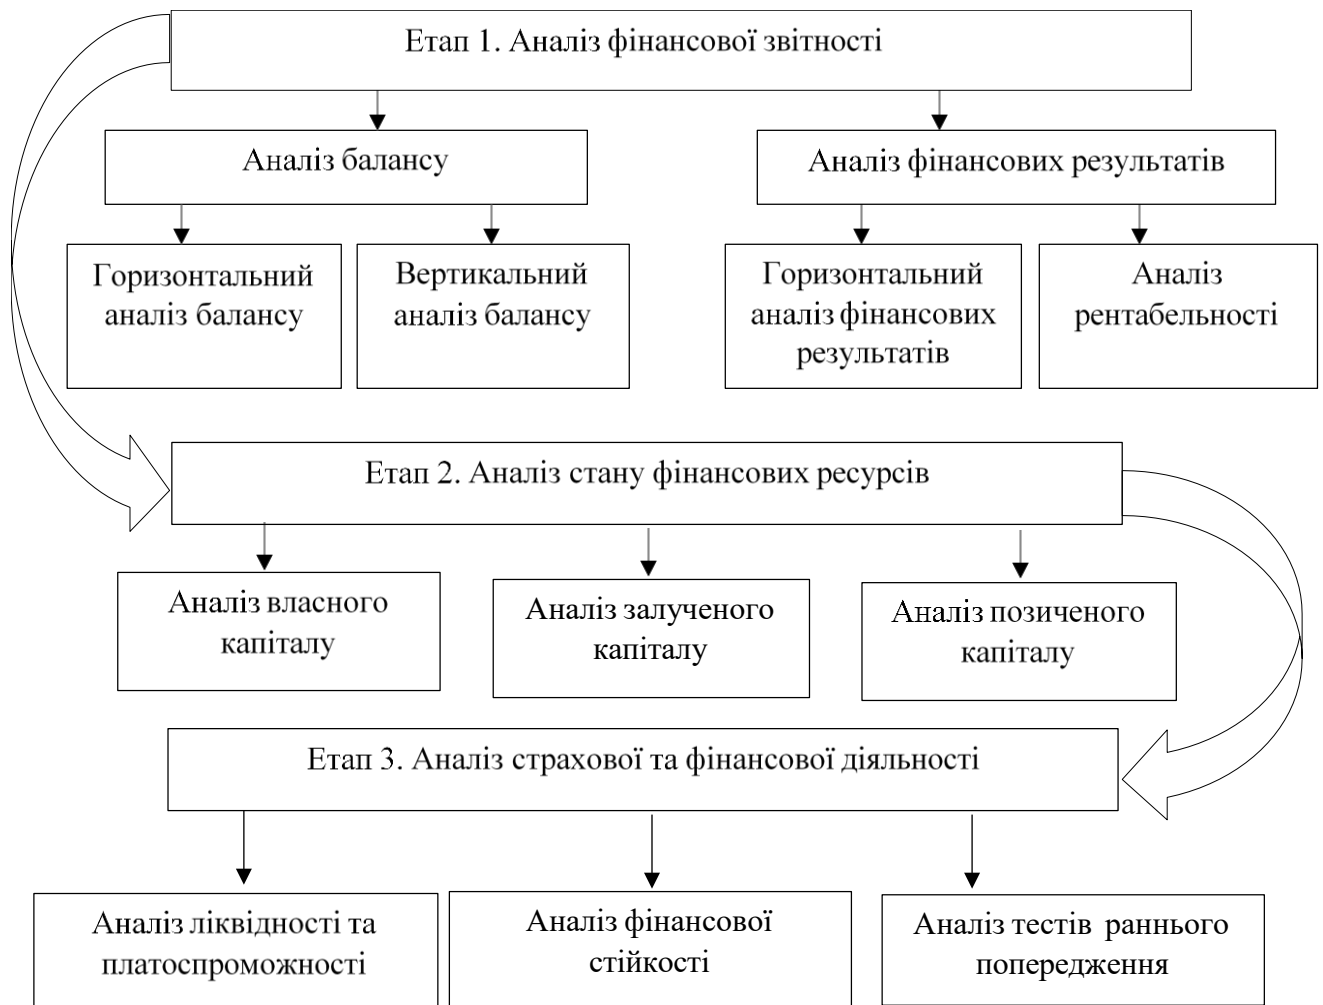 Етап 1. Аналіз фінансової звітності
Аналіз балансу
Аналіз фінансових результатів
Горизонтальний
аналіз балансу
Вертикальний
аналіз балансу
Горизонтальний
аналіз фінансових
результатів
Аналіз
рентабельності
Етап 2. Аналіз стану фінансових ресурсів
Аналіз власного
капіталу
Аналіз залученого
капіталу
Аналіз позиченого
капіталу
Етап 3. Аналіз страхової та фінансової діяльності
Аналіз ліквідності та
платоспроможності
Аналіз фінансової
стійкості
Аналіз тестів раннього
попередження